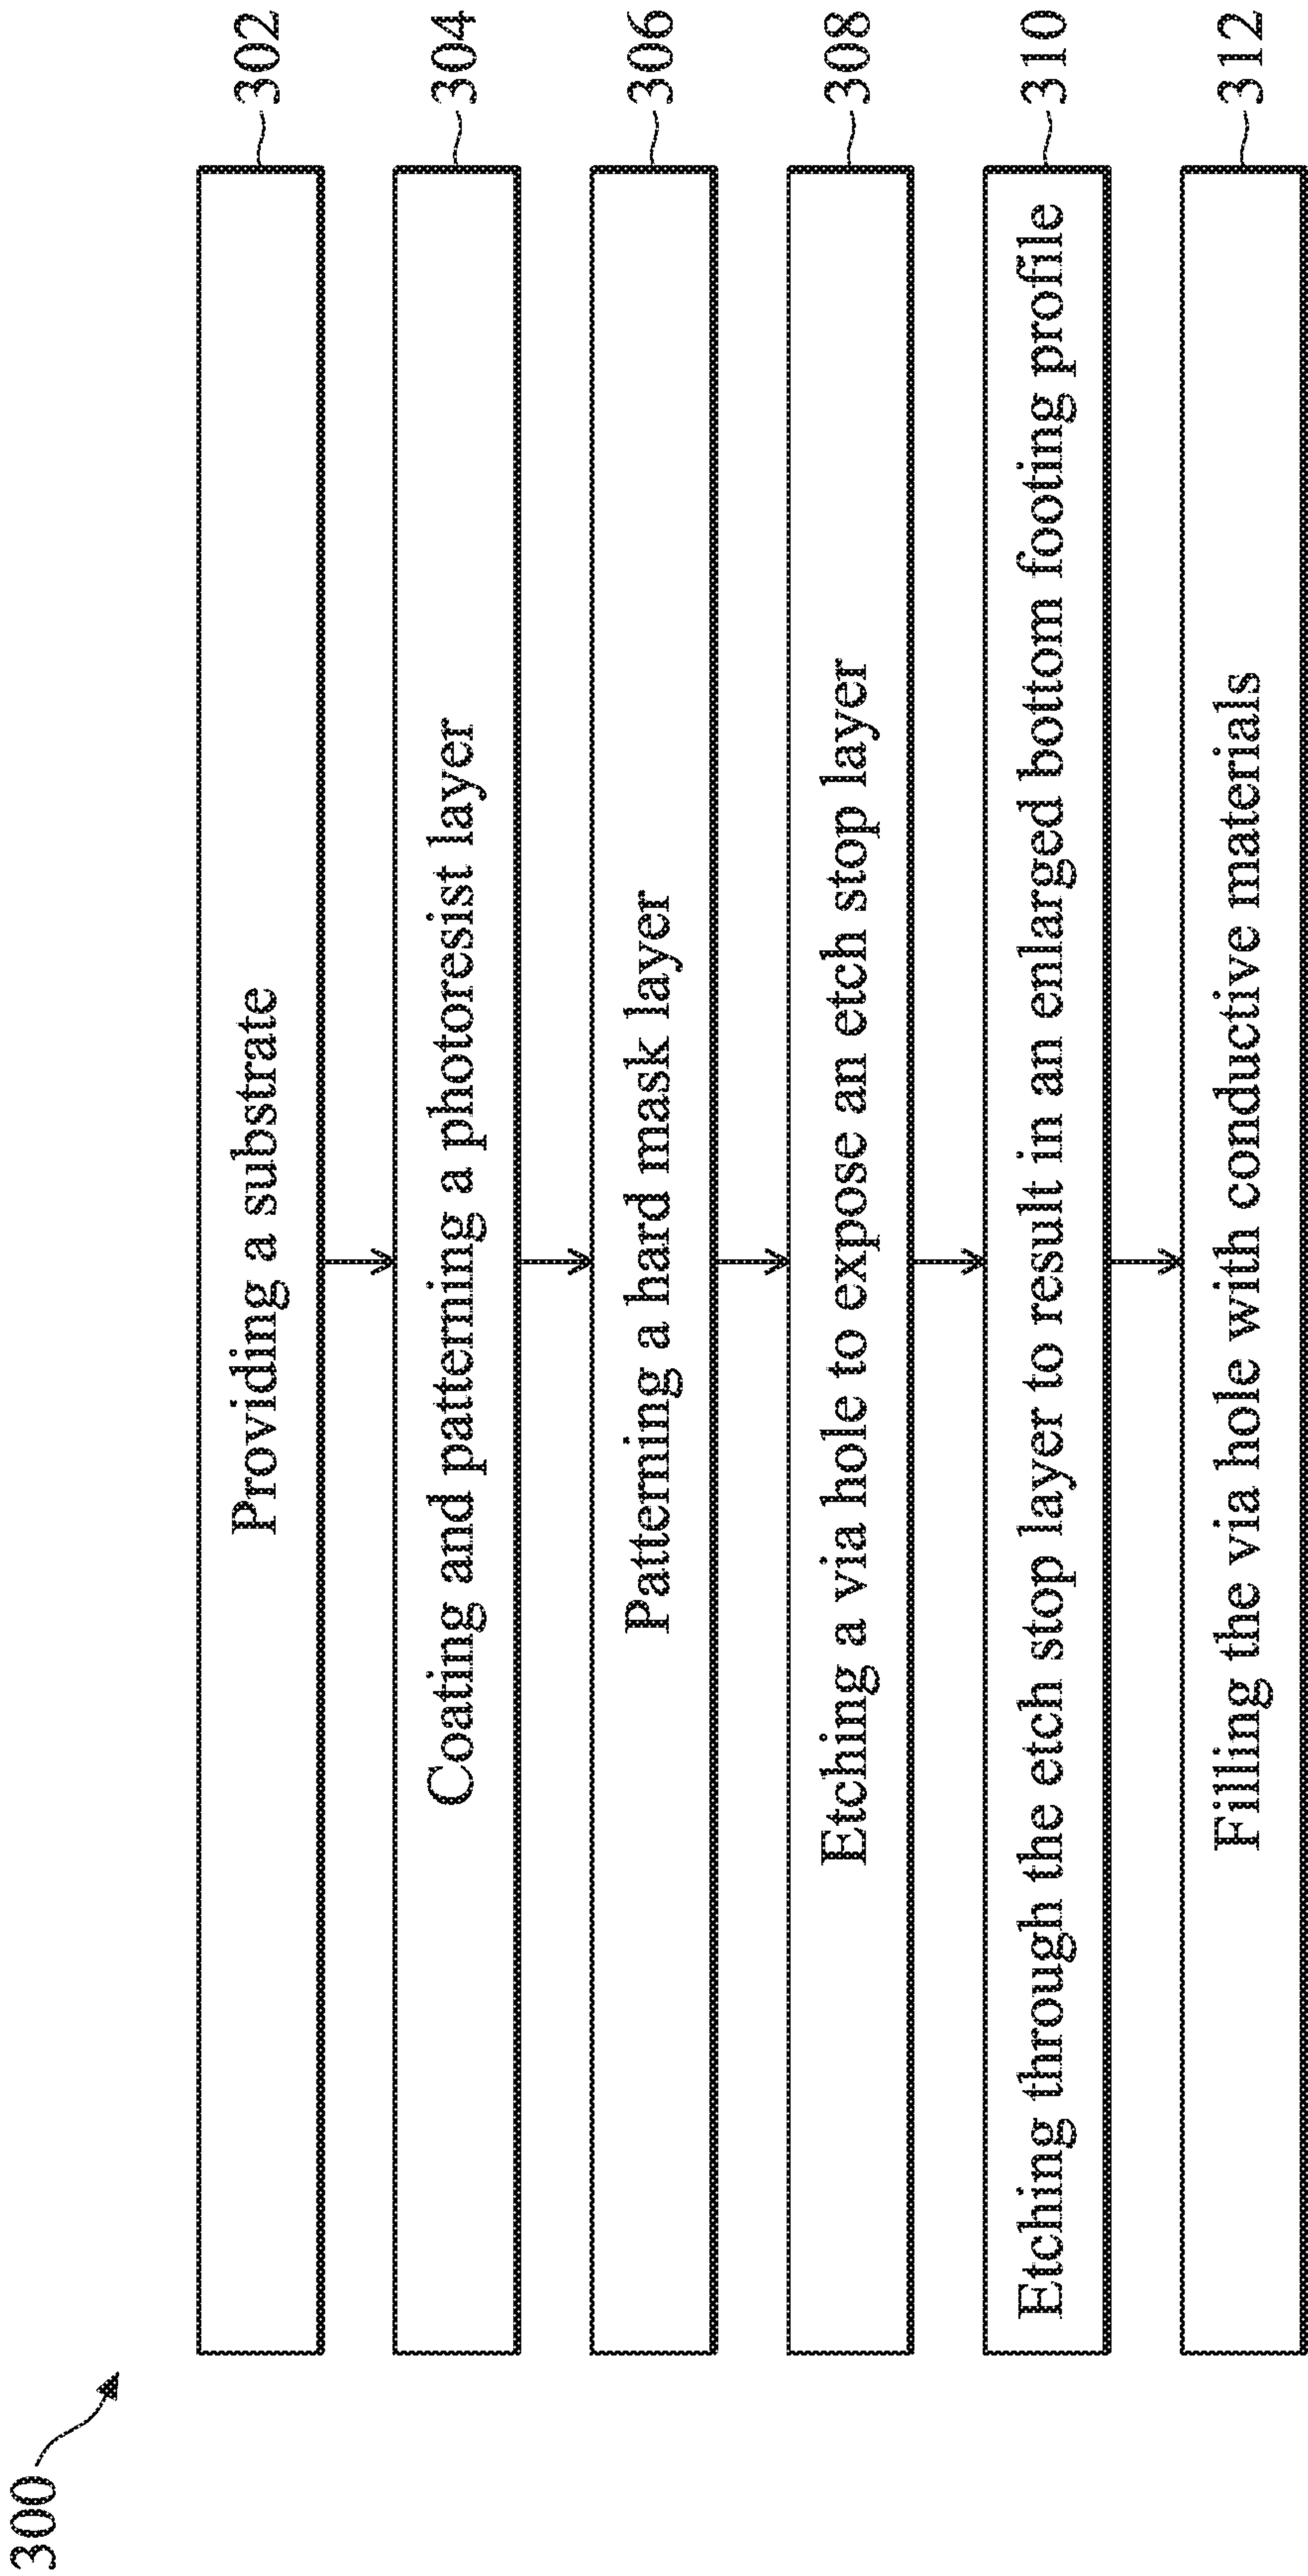 300
Providing a substrate 302
Coating and patterning a photoresist layer 304
Patterning a hard mask layer 306
Etching a via hole to expose an etch stop layer 308
Etching through the etch stop layer to result in an enlarged bottom footing profile 310
Filling the via hole with conductive materials 312